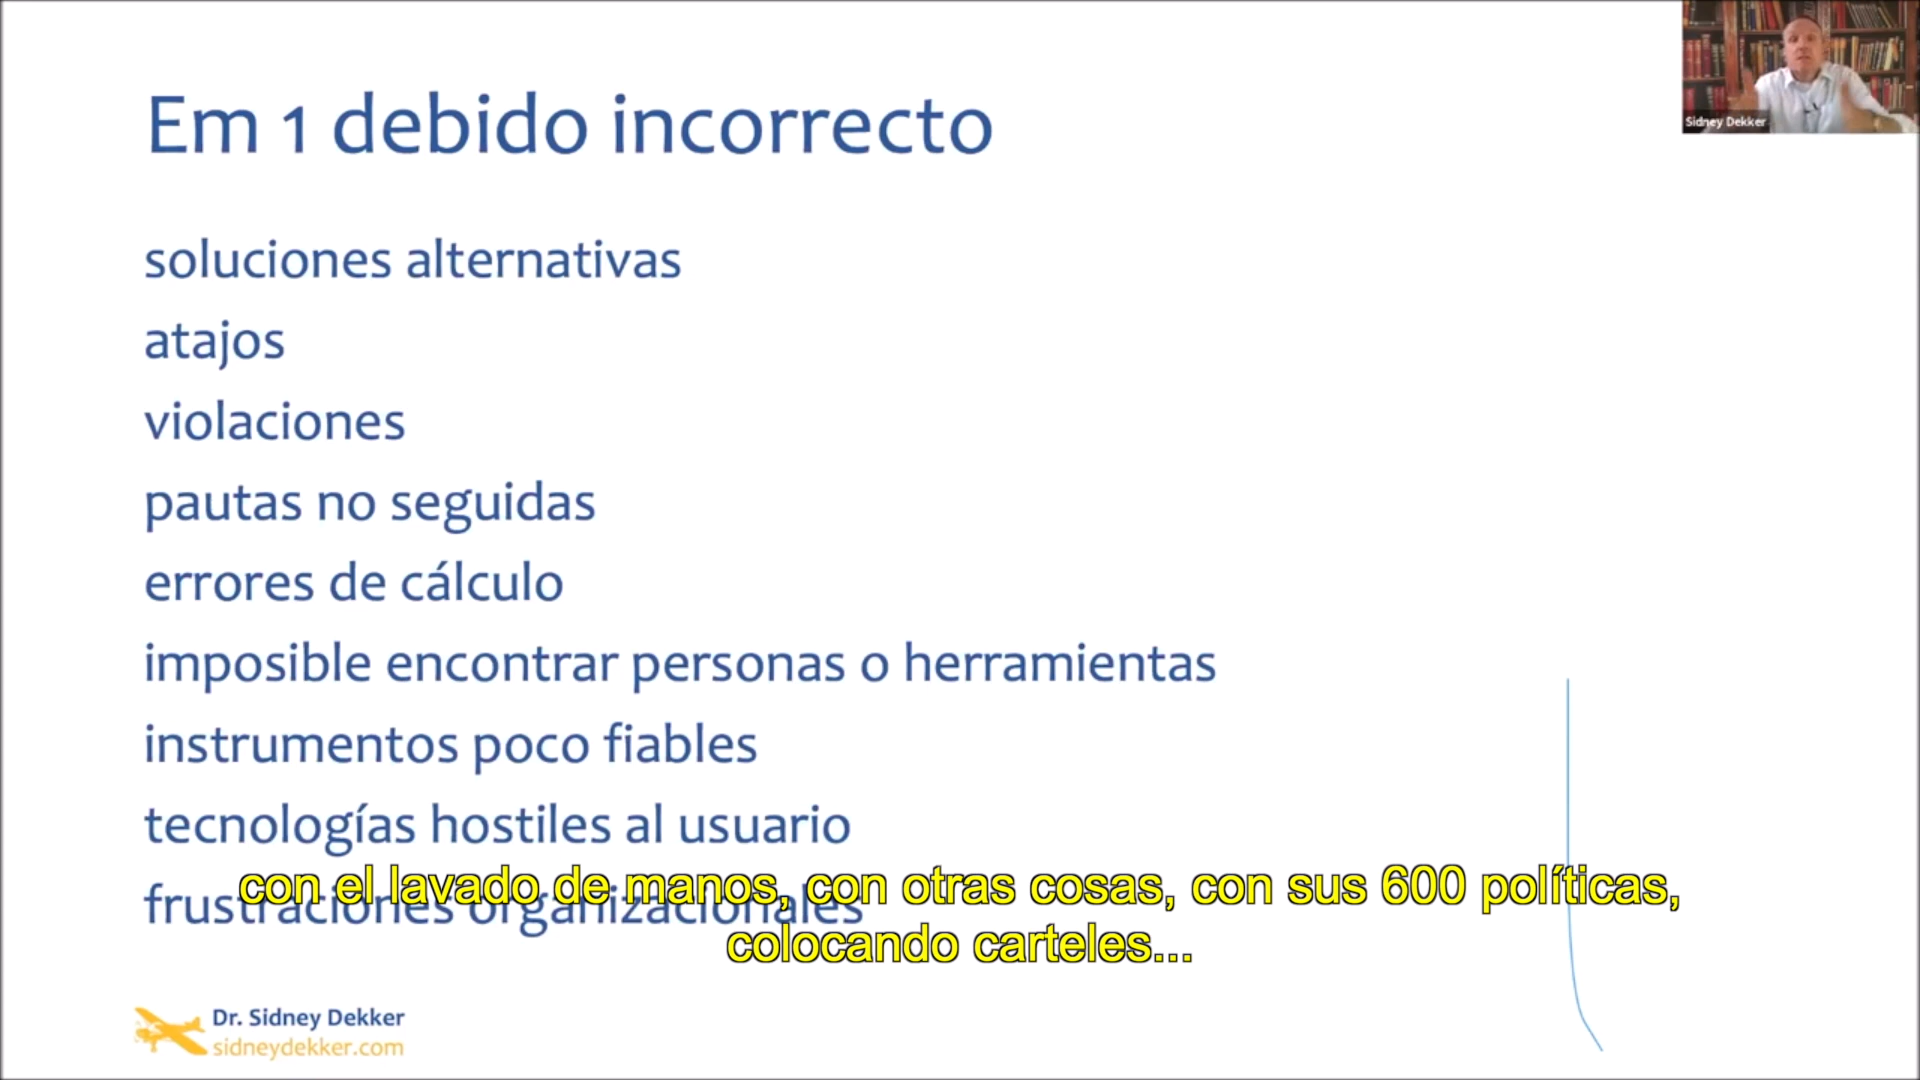 Sidney Dekker
Em 1 debido incorrecto
soluciones alternativas
atajos
violaciones
pautas no seguidas
errores de cálculo
imposible encontrar personas o herramientas
instrumentos poco fiables
tecnologías hostiles al usuario
frustraciones organizacionales
con el lavado de manos, con otras cosas, con sus 600 políticas,
colocando carteles...
Dr. Sidney Dekker
sidneydekker.com